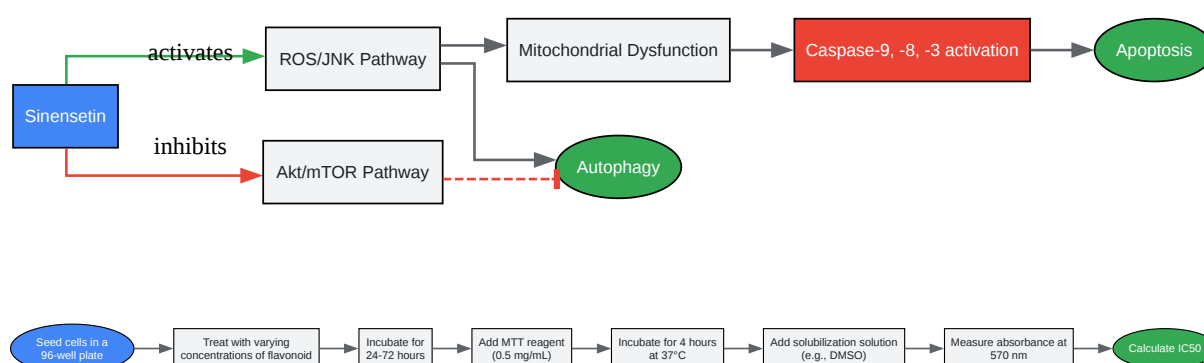 activates
ROS/JNK Pathway
Mitochondrial Dysfunction
Caspase-9, -8, -3 activation
Apoptosis
Sinensetin
inhibits
Akt/mTOR Pathway
Autophagy
Seed cells in a
96-well plate
Treat with varying
concentrations of flavonoid
Incubate for
24-72 hours
Add MTT reagent
(0.5 mg/mL)
Incubate for 4 hours
at 37°C
Add solubilization solution
(e.g., DMSO)
Measure absorbance at
570 nm
Calculate IC50